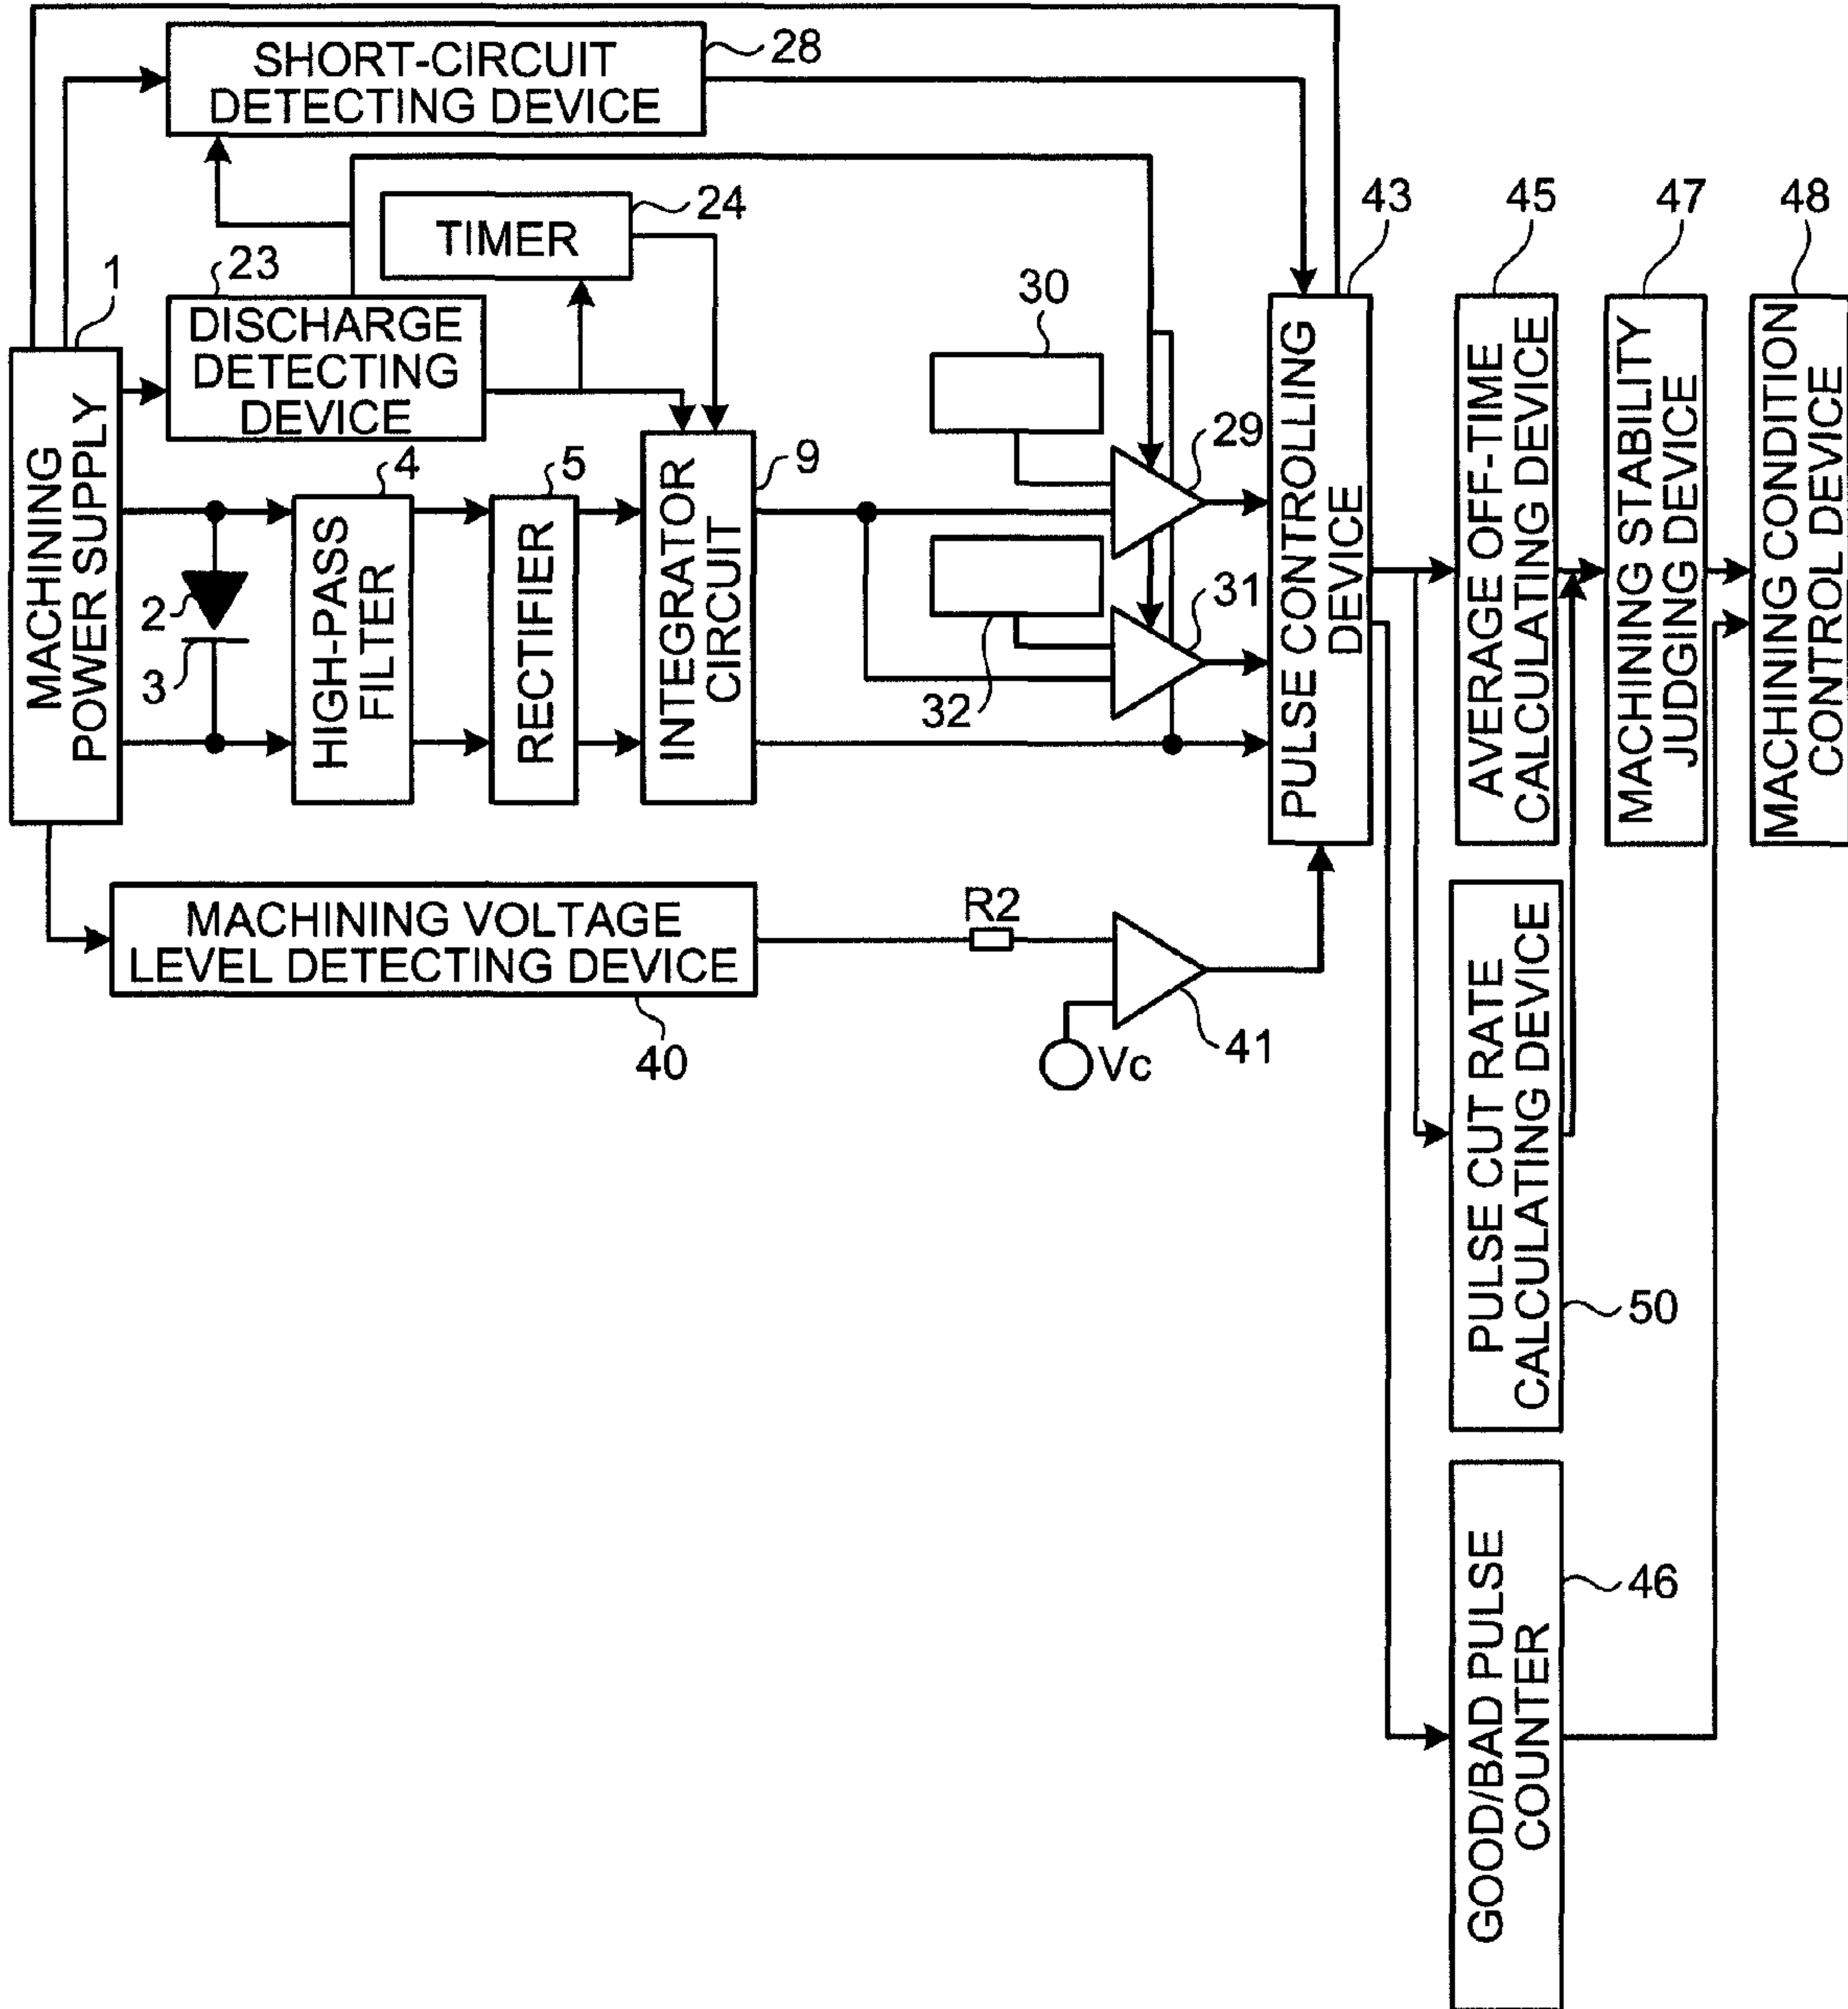 SHORT-CIRCUIT
DETECTING DEVICE
28
TIMER
24
1
MACHINING
POWER SUPPLY
23
DISCHARGE
DETECTING
DEVICE
2
3
4
HIGH-PASS
FILTER
5
RECTIFIER
9
INTEGRATOR
CIRCUIT
30
29
32
31
43
PULSE CONTROLLING
DEVICE
45
AVERAGE OFF-TIME
CALCULATING DEVICE
47
MACHINING STABILITY
JUDGING DEVICE
48
MACHINING CONDITION
CONTROL DEVICE
MACHINING VOLTAGE
LEVEL DETECTING DEVICE
40
R2
41
Vc
PULSE CUT RATE
CALCULATING DEVICE
50
GOOD/BAD PULSE
COUNTER
46